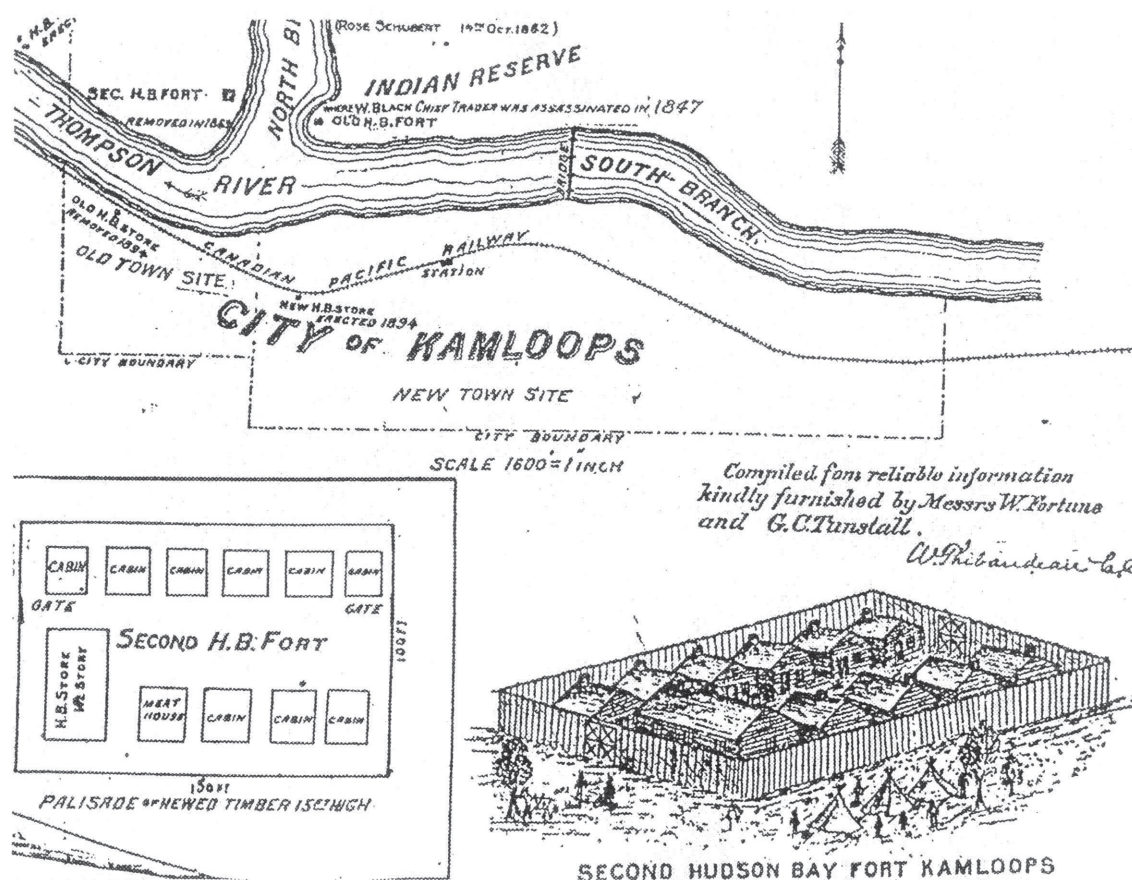 H.B.
(ROSE SCHUBERT 14TH OCT. 1862)
NORTH
INDIAN RESERVE
SEC. H.B. FORT
REMOVED IN
WHERE W. BLACK CHIEF TRADER WAS ASSASSINATED IN 1847
OLD H.B. FORT
THOMPSON
RIVER
BRIDGE
SOUTH BRANCH.
OLD H.B. STORE
REMOVED 1894
OLD TOWN SITE
CANADIAN
PACIFIC
RAILWAY
STATION
NEW H.B. STORE
ERECTED 1894
CITY OF KAMLOOPS
CITY BOUNDARY
NEW TOWN SITE
CITY BOUNDARY
SCALE 1600' = 1" INCH
Compiled fom reliable information
kindly furnished by Messrs W. Fortune
and G.C. Tunstall.
W. Thibaudeau
CABIN CABIN CABIN CABIN CABIN CABIN
GATE GATE
SECOND H.B. FORT
100 FT
H.B. STORE
STORY
MEAT
HOUSE
CABIN CABIN CABIN
150 FT
PALISADE OF HEWED TIMBER 15 FT HIGH
SECOND HUDSON BAY FORT KAMLOOPS